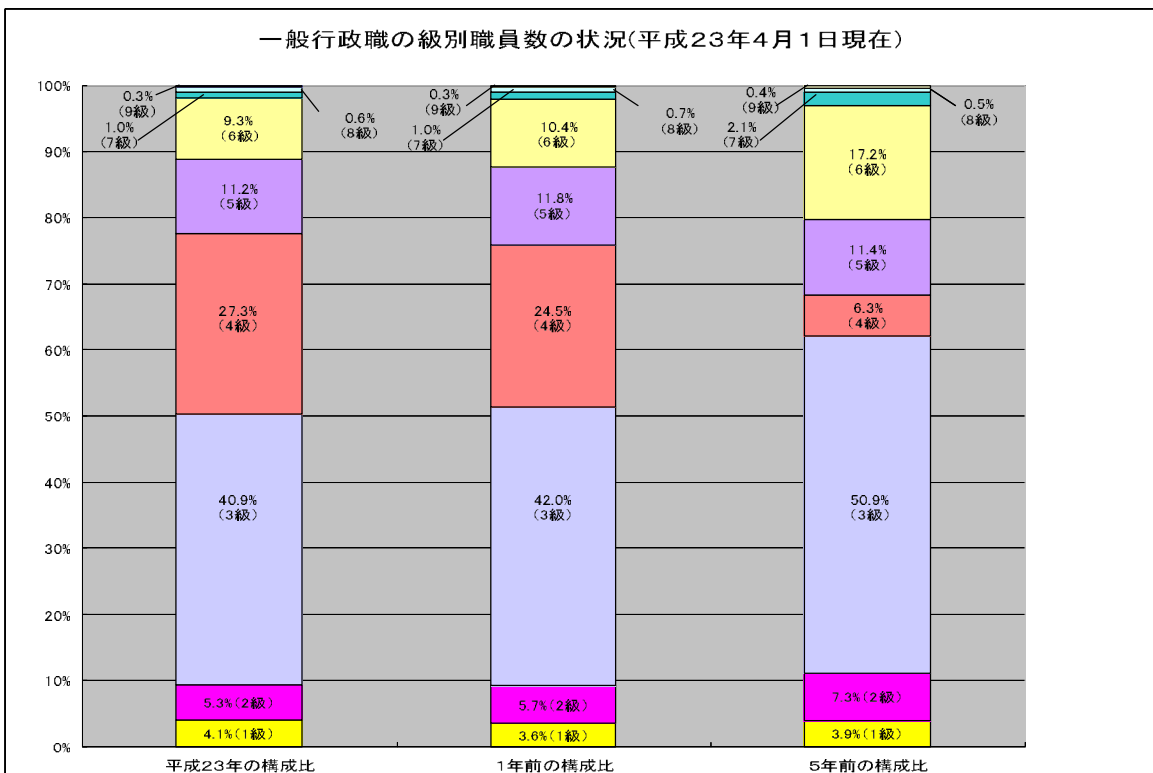 一般行政職の級別職員数の状況(平成23年4月1日現在)
100%
90%
80%
70%
60%
50%
40%
30%
20%
10%
0%
0.3%
(9級)
1.0%
(7級)
0.6%
(8級)
9.3%
(6級)
11.2%
(5級)
27.3%
(4級)
40.9%
(3級)
5.3%(2級)
4.1%(1級)
平成23年の構成比
0.3%
(9級)
1.0%
(7級)
0.7%
(8級)
10.4%
(6級)
11.8%
(5級)
24.5%
(4級)
42.0%
(3級)
5.7%(2級)
3.6%(1級)
1年前の構成比
0.4%
(9級)
2.1%
(7級)
0.5%
(8級)
17.2%
(6級)
11.4%
(5級)
6.3%
(4級)
50.9%
(3級)
7.3%(2級)
3.9%(1級)
5年前の構成比